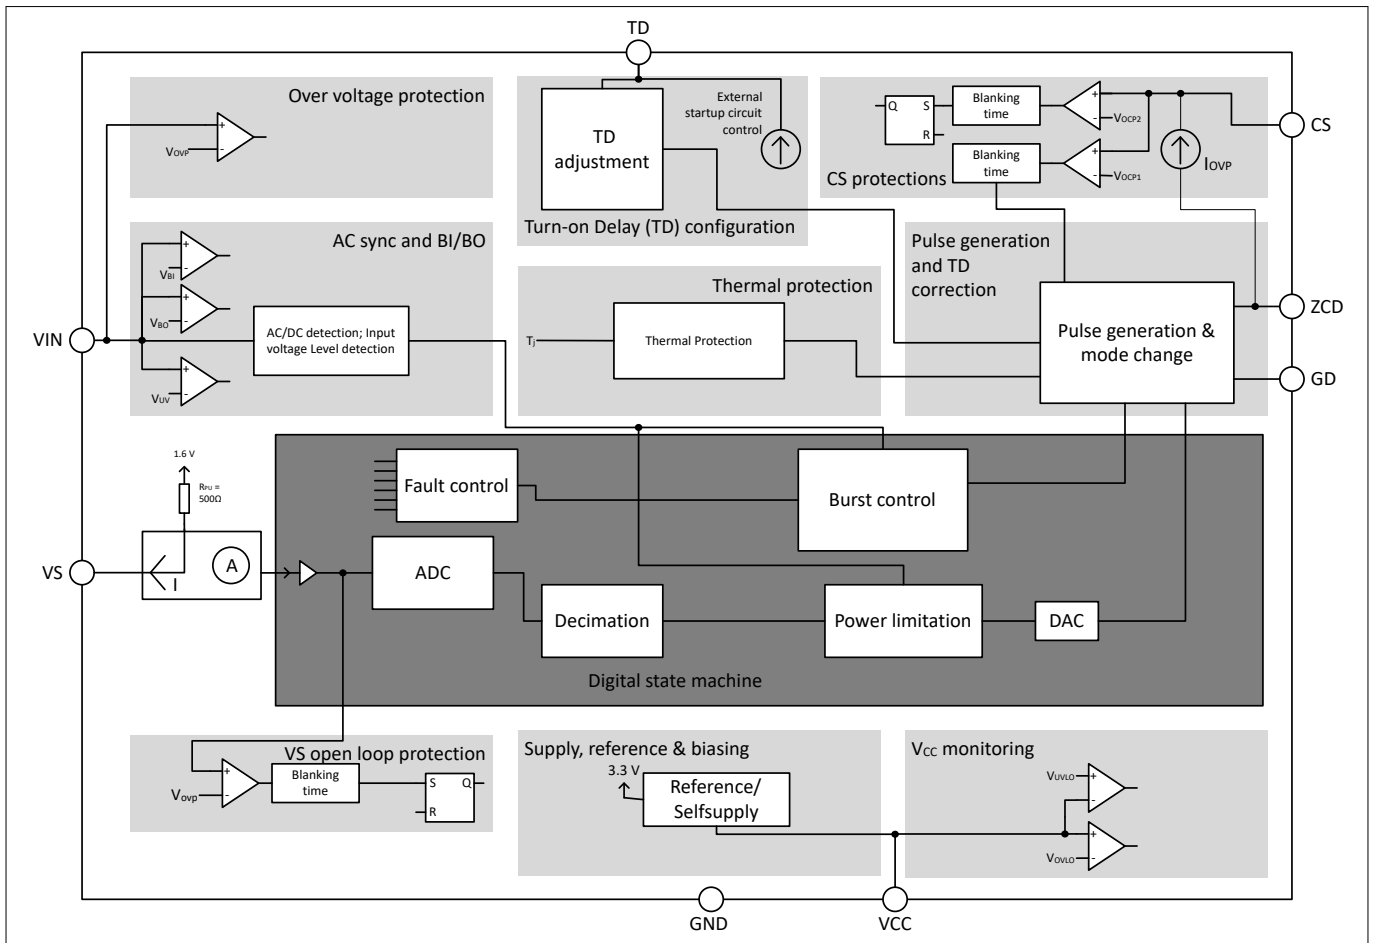 TD
Over voltage protection
+
VOVP
-
TD
adjustment
External
startup circuit
control
Turn-on Delay (TD) configuration
Q
S
R
Blanking
time
+
-
VOCP2
Blanking
time
+
-
VOCP1
IOVP
CS protections
CS
AC sync and BI/BO
+
VBI
-
+
VBO
-
+
VUV
-
VIN
AC/DC detection; Input
voltage Level detection
Thermal protection
Tj
Thermal Protection
Pulse generation
and TD
correction
Pulse generation &
mode change
ZCD
GD
1.6 V
RPU =
500Ω
VS
I
A
Fault control
Burst control
ADC
Decimation
Power limitation
DAC
Digital state machine
VS open loop protection
+
Vovp
-
Blanking
time
S
Q
R
Supply, reference & biasing
3.3 V
Reference/
Selfsupply
VCC monitoring
VUVLO
+
-
+
VOVLO
-
GND
VCC